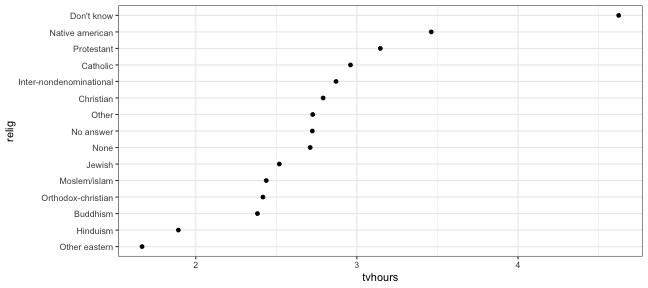 Don't know
Native american
Protestant
Catholic
Inter-nondenominational
Christian
Other
No answer
None
Jewish
Moslem/islam
Orthodox-christian
Buddhism
Hinduism
Other eastern
relig
2 3 4
tvhours